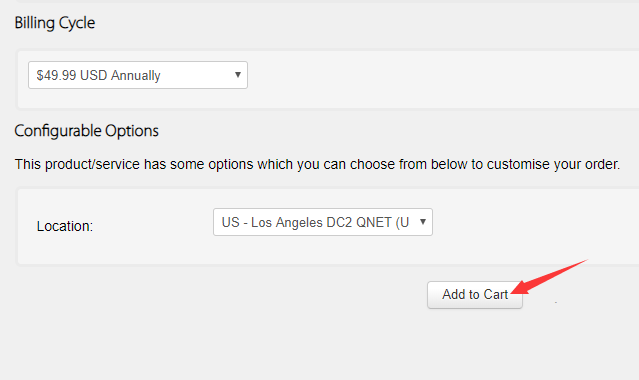 Billing Cycle
$49.99 USD Annually
Configurable Options
This product/service has some options which you can choose from below to customise your order.
Location:
US - Los Angeles DC2 QNET (U
Add to Cart